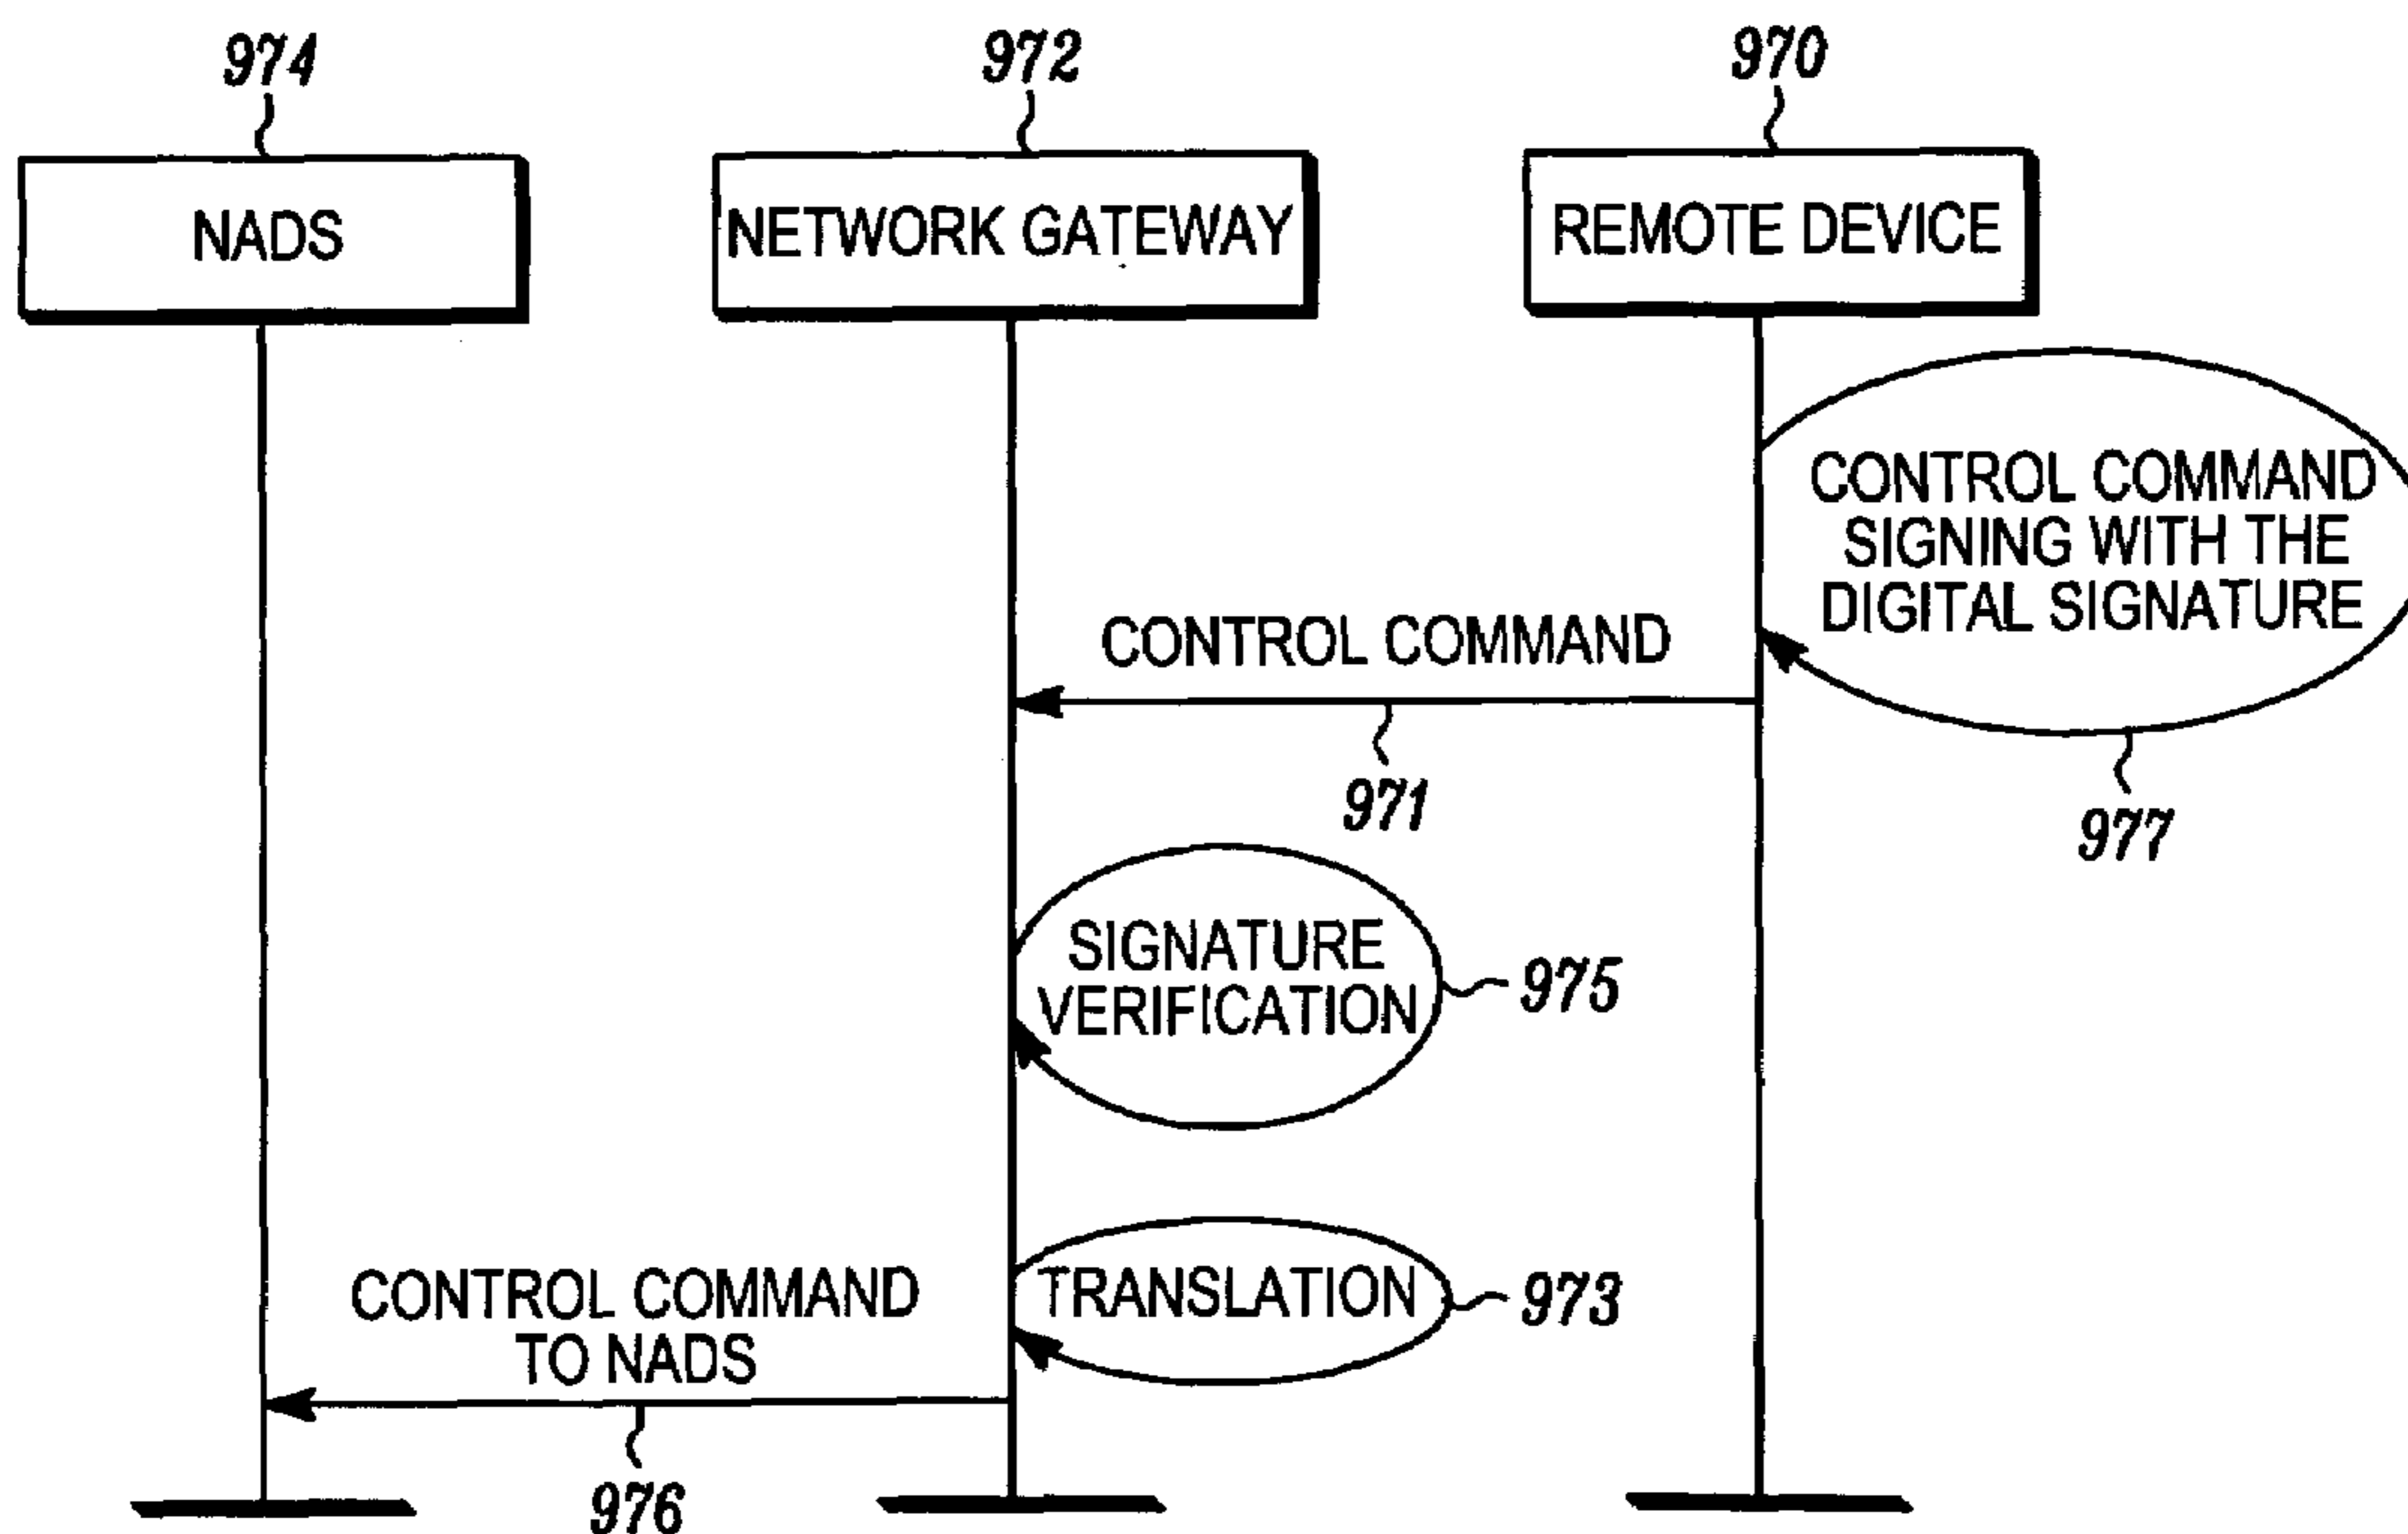 974
972
970
NADS
NETWORK GATEWAY
REMOTE DEVICE
CONTROL COMMAND
SIGNING WITH THE
DIGITAL SIGNATURE
CONTROL COMMAND
971
977
SIGNATURE
VERIFICATION
975
CONTROL COMMAND
TO NADS
TRANSLATION
973
976